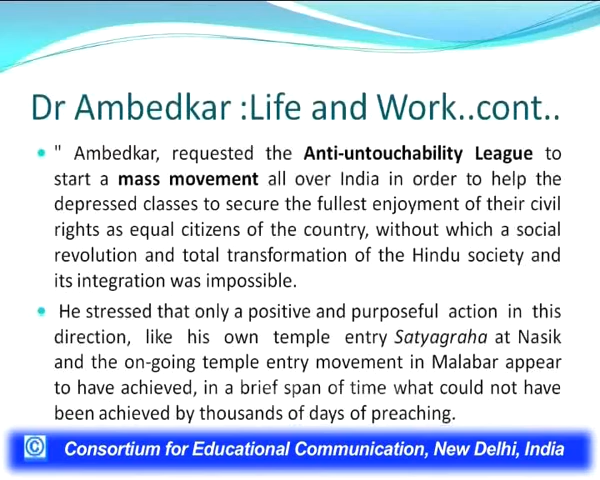 Dr Ambedkar :Life and Work..cont..
• " Ambedkar, requested the Anti-untouchability League to
start a mass movement all over India in order to help the
depressed classes to secure the fullest enjoyment of their civil
rights as equal citizens of the country, without which a social
revolution and total transformation of the Hindu society and
its integration was impossible.
• He stressed that only a positive and purposeful action in this
direction, like his own temple entry Satyagraha at Nasik
and the on-going temple entry movement in Malabar appear
to have achieved, in a brief span of time what could not have
been achieved by thousands of days of preaching.
© Consortium for Educational Communication, New Delhi, India